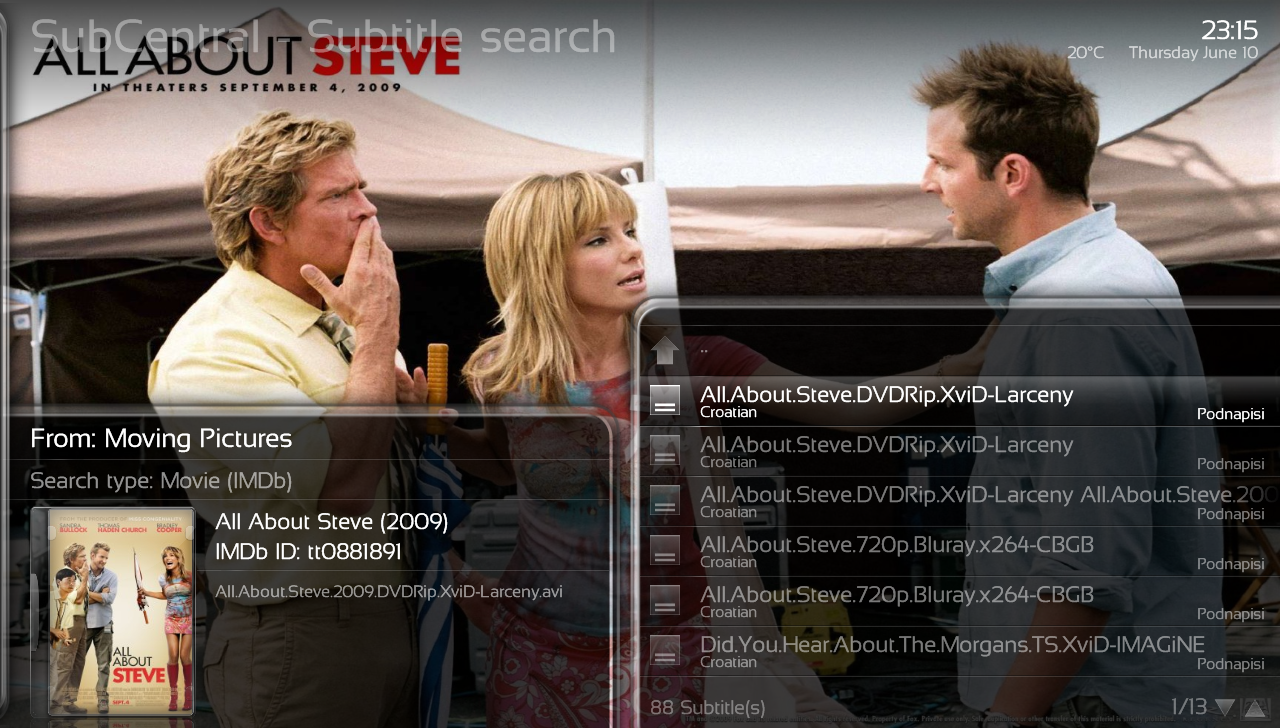 SubCentral - Subtitle search
ALL ABOUT STEVE
IN THEATERS SEPTEMBER 4, 2009
23:15
20°C Thursday June 10
From: Moving Pictures
Search type: Movie (IMDb)
SANDRA BULLOCK THOMAS HADEN CHURCH BRADLEY COOPER
ALL ABOUT STEVE
SEPT.4
All About Steve (2009)
IMDb ID: tt0881891
All.About.Steve.2009.DVDRip.XviD-Larceny.avi
..
All.About.Steve.DVDRip.XviD-Larceny
Croatian Podnapisi
All.About.Steve.DVDRip.XviD-Larceny
Croatian Podnapisi
All.About.Steve.DVDRip.XviD-Larceny All.About.Steve.200
Croatian Podnapisi
All.About.Steve.720p.Bluray.x264-CBGB
Croatian Podnapisi
All.About.Steve.720p.Bluray.x264-CBGB
Croatian Podnapisi
Did.You.Hear.About.The.Morgans.TS.XviD-IMAGiNE
Croatian Podnapisi
88 Subtitle(s) 1/13